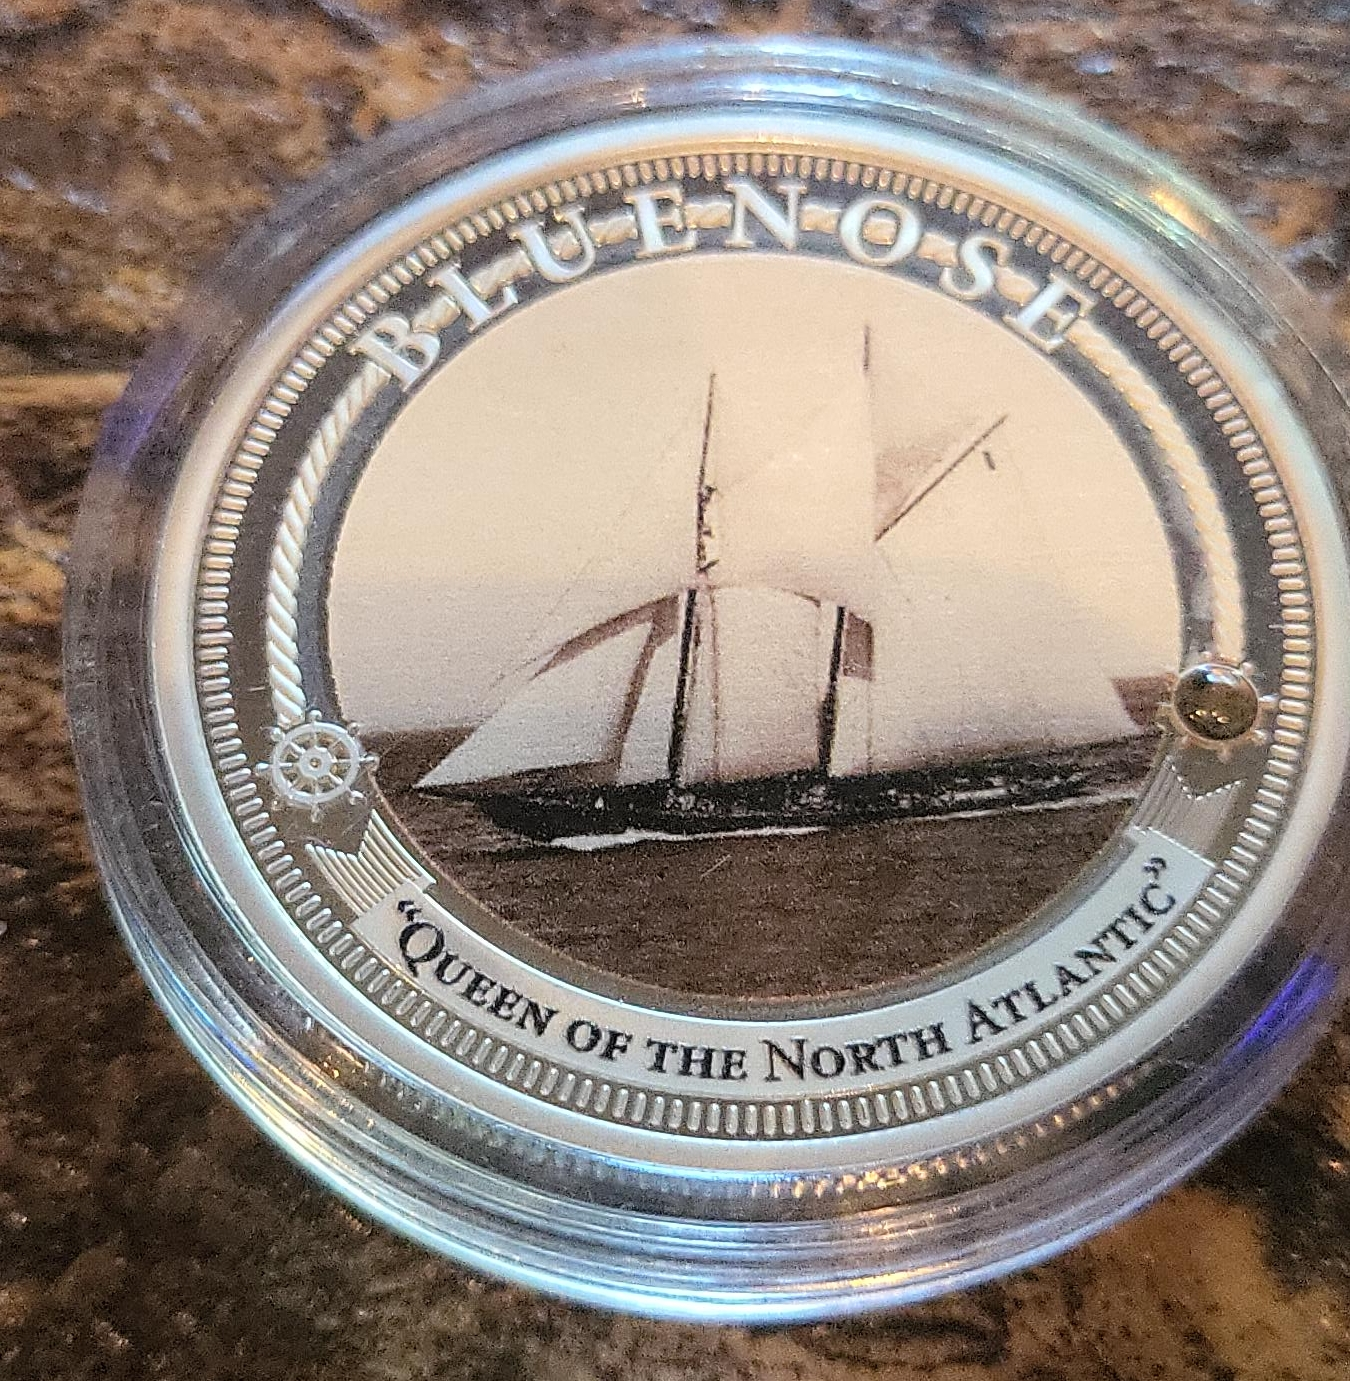 BLUENOSE
“QUEEN OF THE NORTH ATLANTIC”